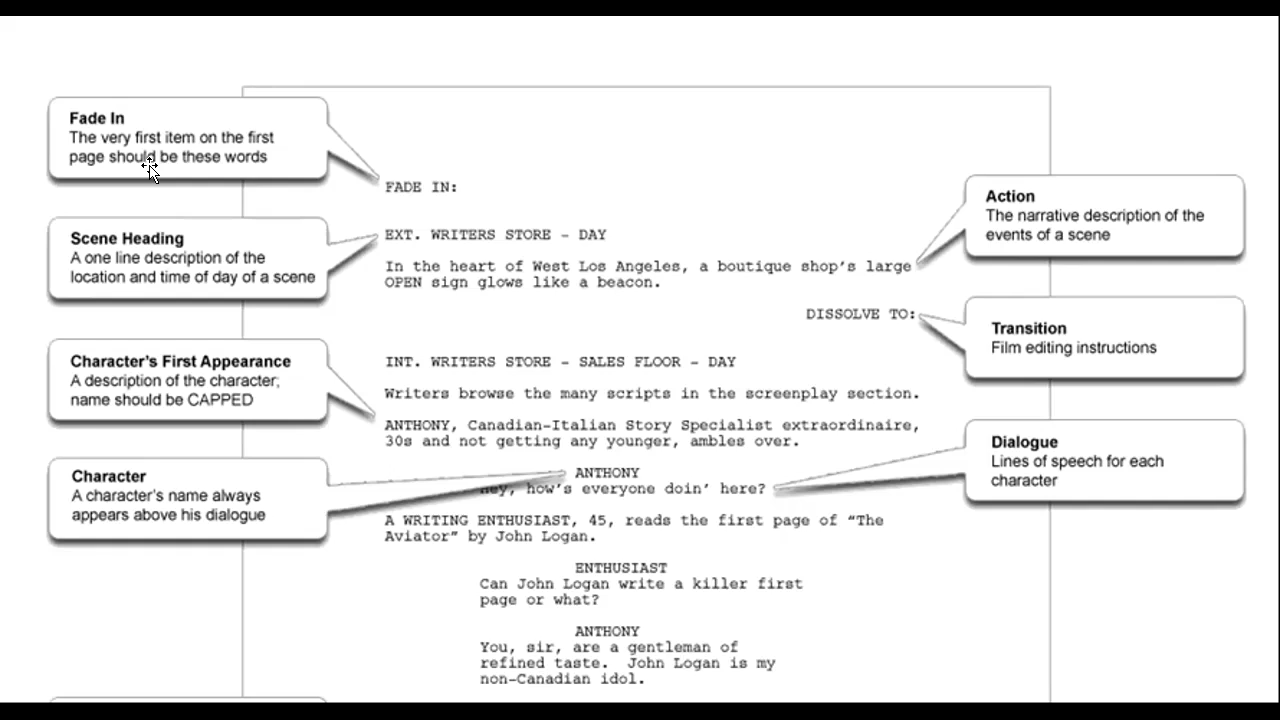 Fade In
The very first item on the first
page should be these words
FADE IN:
Scene Heading
A one line description of the
location and time of day of a scene
EXT. WRITERS STORE – DAY
Action
The narrative description of the
events of a scene
In the heart of West Los Angeles, a boutique shop's large
OPEN sign glows like a beacon.
DISSOLVE TO:
Transition
Film editing instructions
INT. WRITERS STORE – SALES FLOOR – DAY
Writers browse the many scripts in the screenplay section.
Character's First Appearance
A description of the character;
name should be CAPPED
ANTHONY, Canadian-Italian Story Specialist extraordinaire,
30s and not getting any younger, ambles over.
Character
A character's name always
appears above his dialogue
ANTHONY
Hey, how's everyone doin' here?
Dialogue
Lines of speech for each
character
A WRITING ENTHUSIAST, 45, reads the first page of “The
Aviator” by John Logan.
ENTHUSIAST
Can John Logan write a killer first
page or what?
ANTHONY
You, sir, are a gentleman of
refined taste.  John Logan is my
non-Canadian idol.